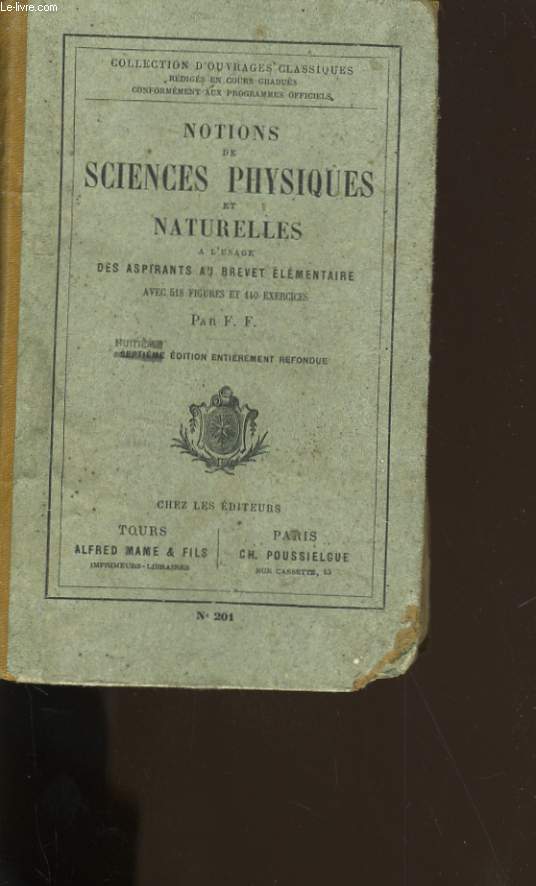 Le-livre.com
COLLECTION D'OUVRAGES CLASSIQUES
RÉDIGÉS EN COURS GRADUÉS
CONFORMÉMENT AUX PROGRAMMES OFFICIELS
NOTIONS
DE
SCIENCES PHYSIQUES
ET
NATURELLES
A L'USAGE
DES ASPIRANTS AU BREVET ÉLÉMENTAIRE
AVEC 518 FIGURES ET 440 EXERCICES
PAR F. F.
HUITIÈME
SEPTIÈME ÉDITION ENTIÈREMENT REFONDUE
CHEZ LES ÉDITEURS
TOURS
ALFRED MAME & FILS
IMPRIMEURS-LIBRAIRES
PARIS
CH. POUSSIELGUE
RUE CASSETTE, 15
N° 201